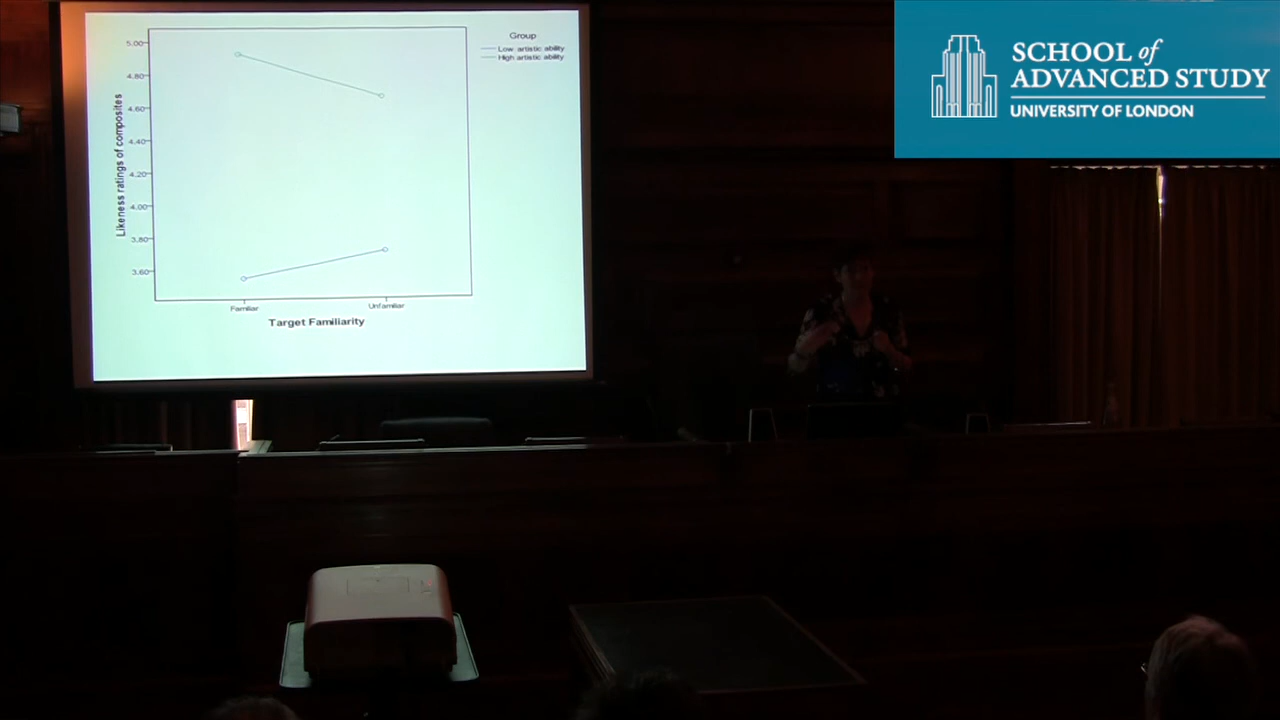 Group
Low artistic ability
High artistic ability
5.00
4.80
4.60
4.40
4.20
4.00
3.80
3.60
Likeness ratings of composites
Familiar
Unfamiliar
Target Familiarity
SCHOOL of
ADVANCED STUDY
UNIVERSITY OF LONDON